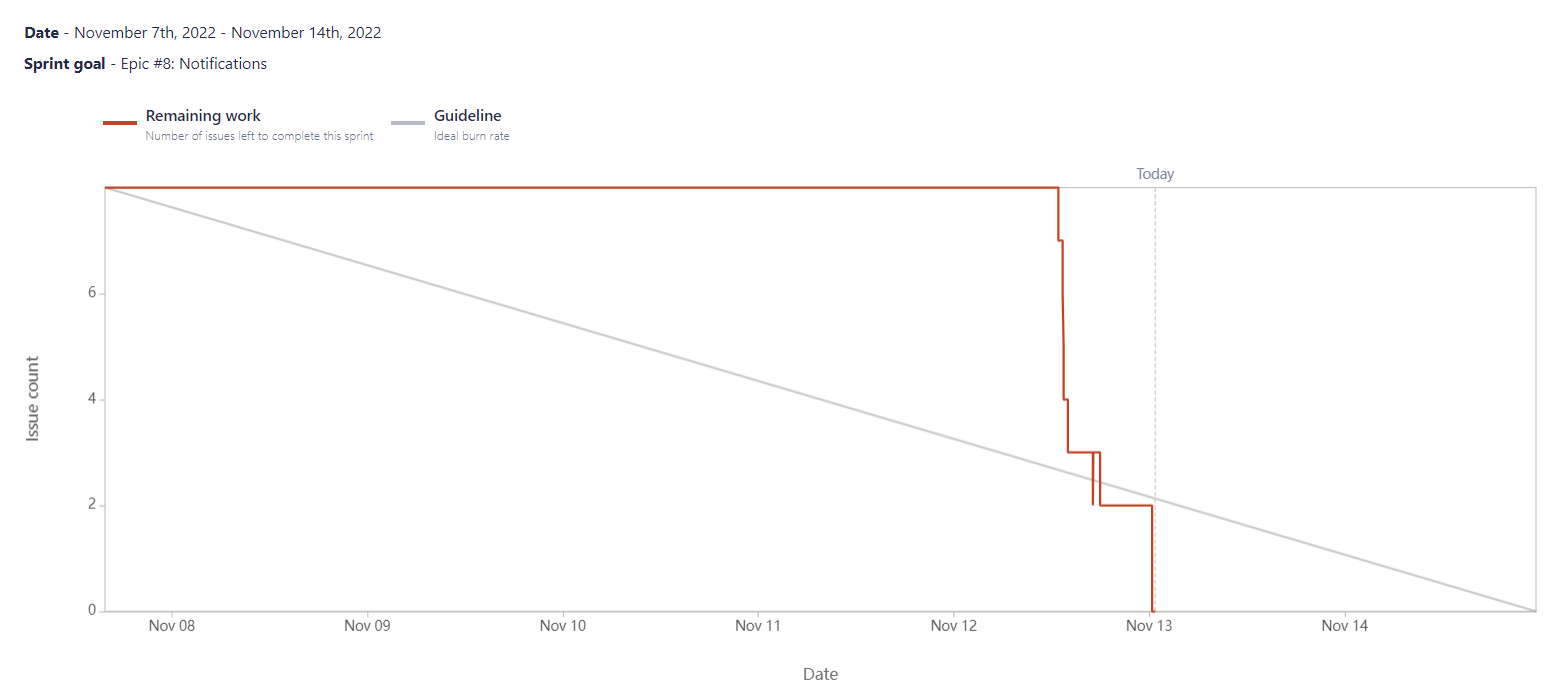 Date - November 7th, 2022 - November 14th, 2022
Sprint goal - Epic #8: Notifications
Remaining work
Number of issues left to complete this sprint
Guideline
Ideal burn rate
Today
6
4
2
0
Issue count
Nov 08
Nov 09
Nov 10
Nov 11
Nov 12
Nov 13
Nov 14
Date